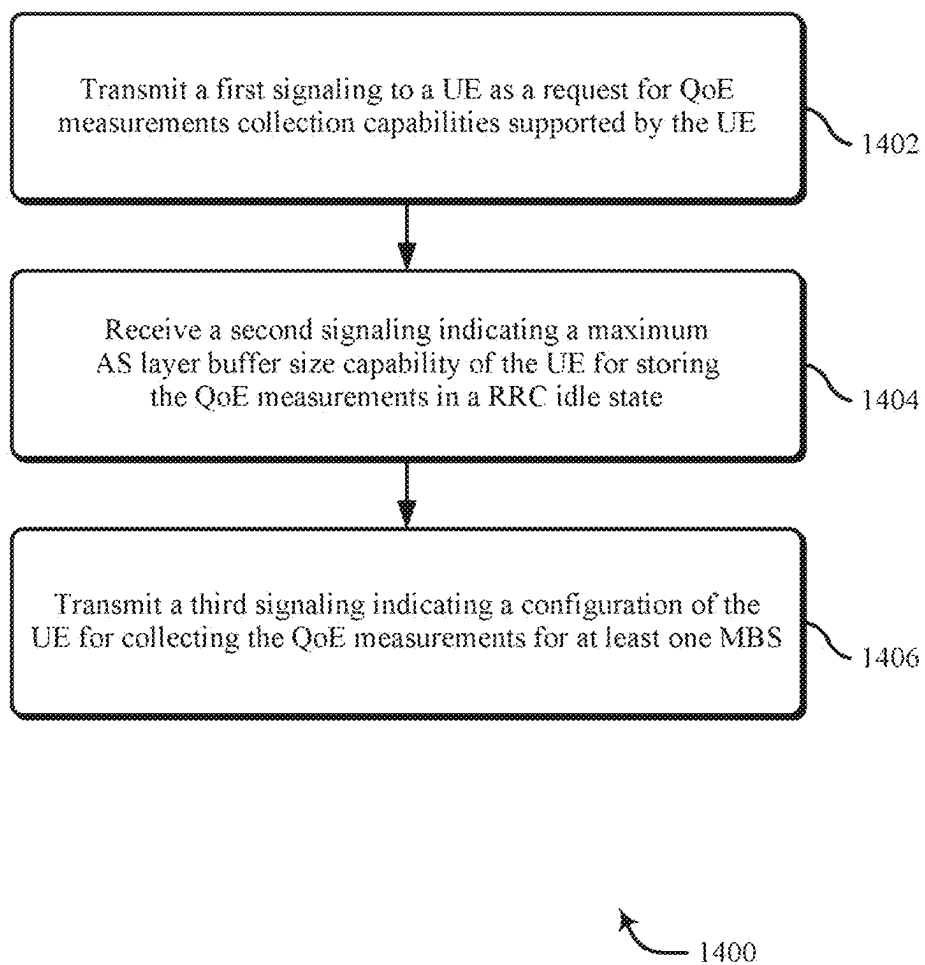 Transmit a first signaling to a UE as a request for QoE
measurements collection capabilities supported by the UE
1402
Receive a second signaling indicating a maximum
AS layer buffer size capability of the UE for storing
the QoE measurements in a RRC idle state
1404
Transmit a third signaling indicating a configuration of the
UE for collecting the QoE measurements for at least one MBS
1406
1400